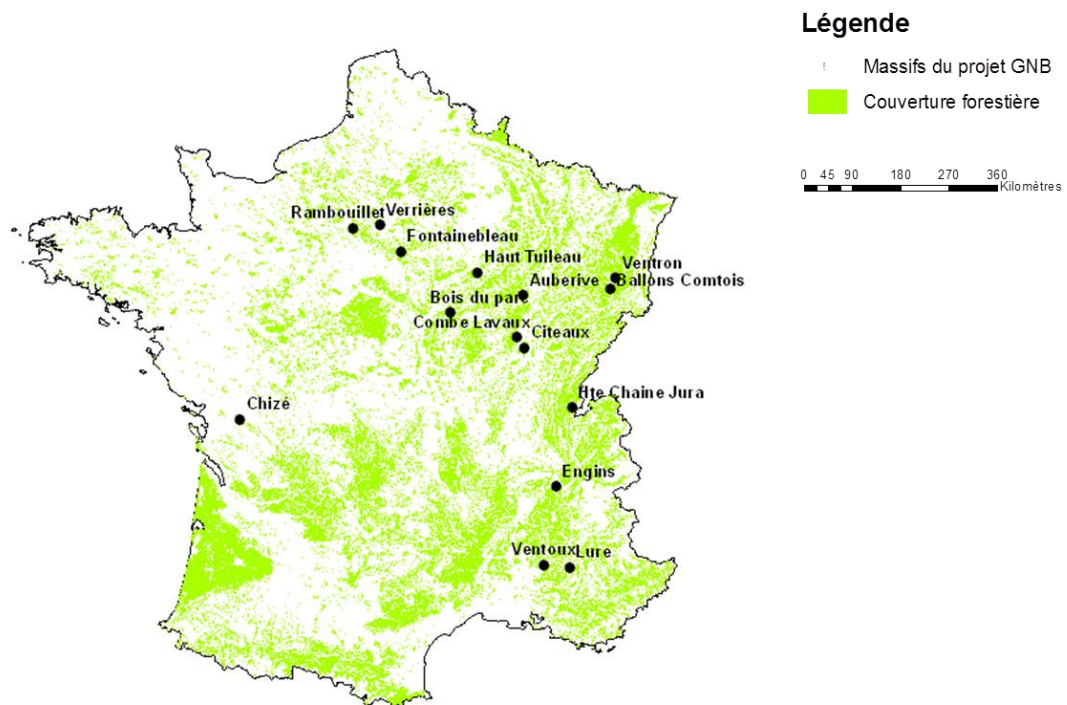 Légende
Massifs du projet GNB
Couverture forestière
0 45 90 180 270 360
Kilomètres
Rambouillet
Verrières
Fontainebleau
Haut Tuileau
Ventron
Auberive
Ballons Comtois
Bois du parc
Combe Lavaux
Citeaux
Hte Chaine Jura
Chizé
Engins
Ventoux
Lure